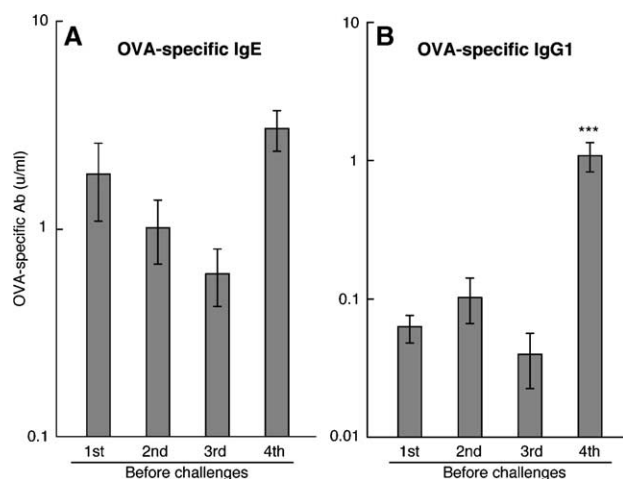 A
OVA-specific IgE
OVA-specific Ab (u/ml)
10
1
0.1
1st 2nd 3rd 4th
Before challenges
B
OVA-specific IgG1
10
1
0.1
0.01
***
1st 2nd 3rd 4th
Before challenges